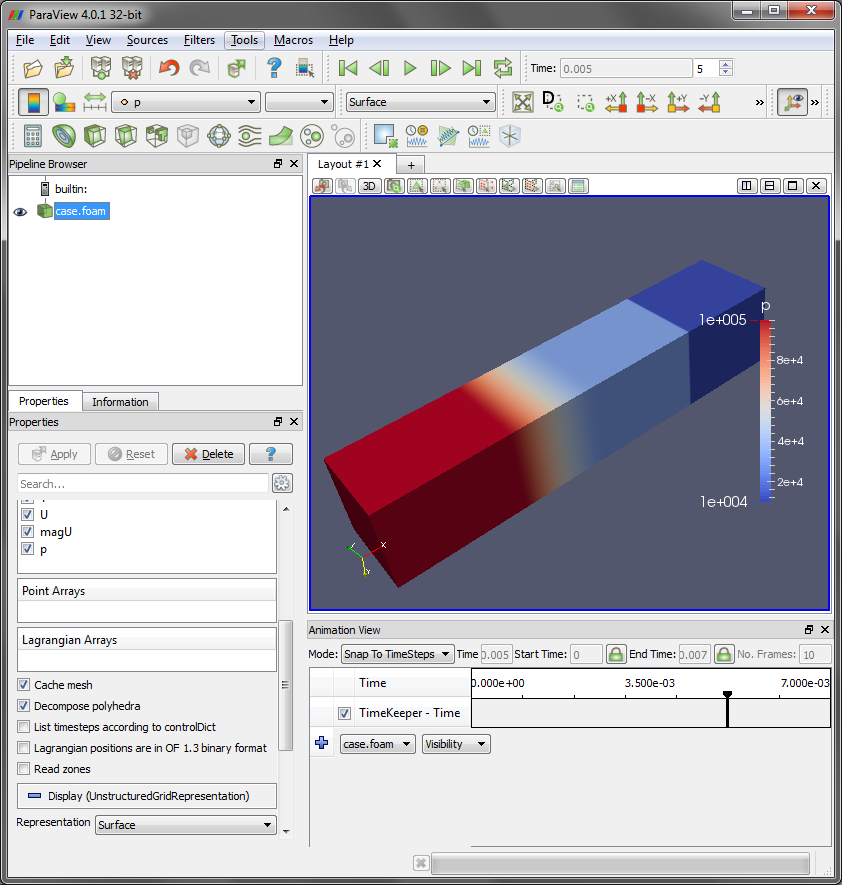 ParaView 4.0.1 32-bit
File Edit View Sources Filters Tools Macros Help
Time: 0.005 5
p Surface
Pipeline Browser
builtin:
case.foam
Properties Information
Properties
Apply Reset Delete ?
Search...
U
magU
p
Point Arrays
Lagrangian Arrays
Cache mesh
Decompose polyhedra
List timesteps according to controlDict
Lagrangian positions are in OF 1.3 binary format
Read zones
Display (UnstructuredGridRepresentation)
Representation Surface
Layout #1 +
3D
p
1e+005
8e+4
6e+4
4e+4
2e+4
1e+004
X
Animation View
Mode: Snap To TimeSteps Time 0.005 Start Time: 0 End Time: 0.007 No. Frames: 10
Time 0.000e+00 3.500e-03 7.000e-03
TimeKeeper - Time
case.foam Visibility